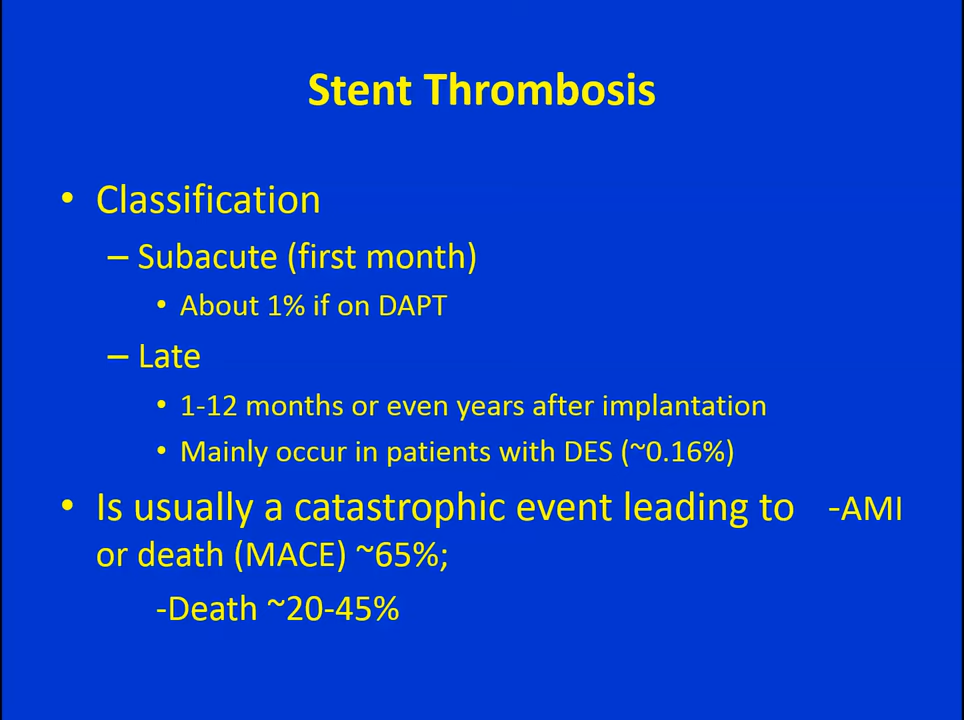 Stent Thrombosis
• Classification
– Subacute (first month)
• About 1% if on DAPT
– Late
• 1-12 months or even years after implantation
• Mainly occur in patients with DES (~0.16%)
• Is usually a catastrophic event leading to -AMI
or death (MACE) ~65%;
-Death ~20-45%